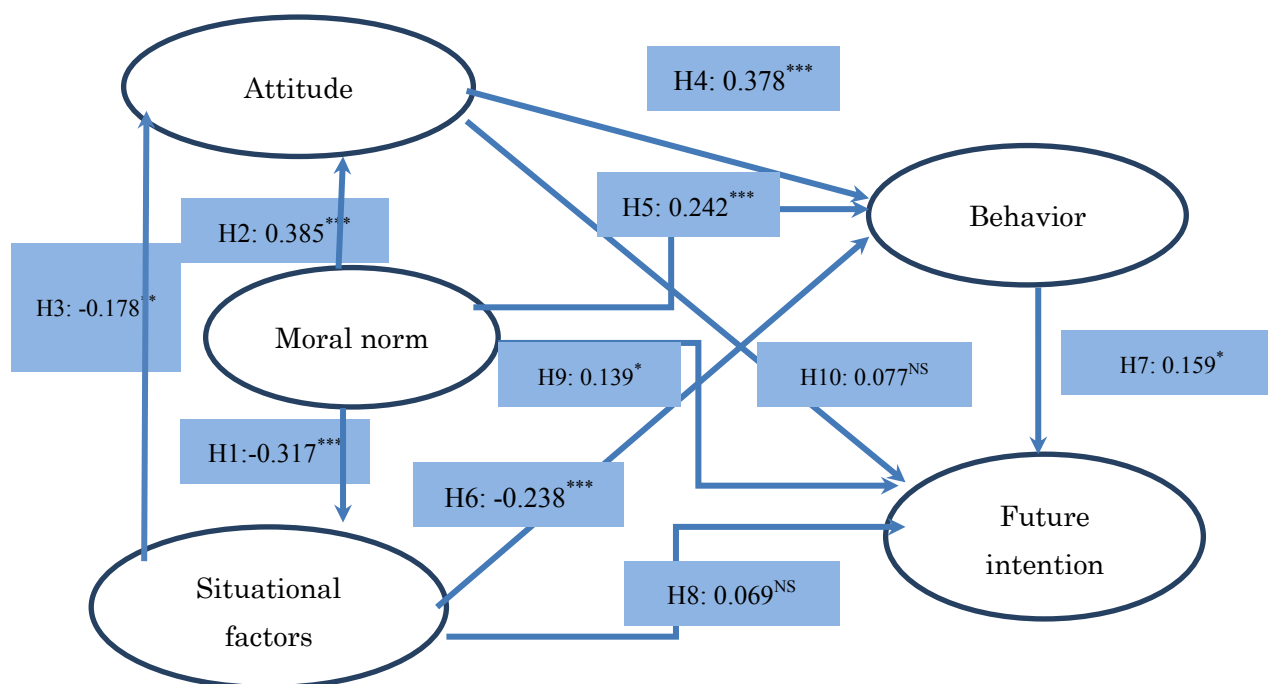 Attitude
H4: 0.378***
H5: 0.242***
Behavior
H2: 0.385***
H3: -0.178**
Moral norm
H9: 0.139*
H10: 0.077NS
H7: 0.159*
H1:-0.317***
H6: -0.238***
Future
intention
Situational
factors
H8: 0.069NS